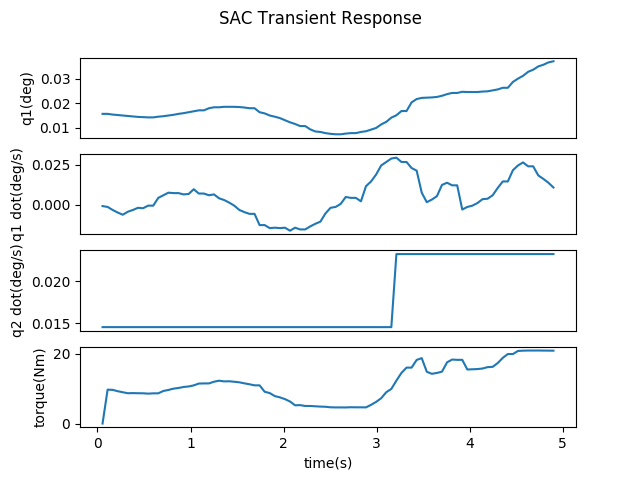 SAC Transient Response
q1(deg)
0.03
0.02
0.01
q1 dot(deg/s)
0.025
0.000
q2 dot(deg/s)
0.020
0.015
torque(Nm)
20
0
0 1 2 3 4 5
time(s)